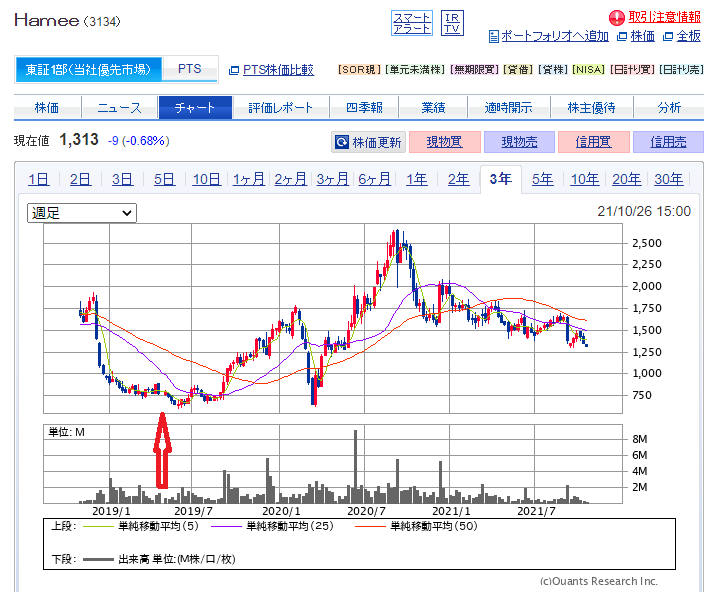 Hamee (3134)
スマート
アラート
IR
TV
取引注意情報
ポートフォリオへ追加 株価 全板
東証1部(当社優先市場) PTS PTS株価比較 [SOR現] [単元未満株] [無期限寛] [貸借] [貸株] [NISA] [日計り寛] [日計り売]
株価 ニュース チャート 評価レポート 四季報 業績 適時開示 株主優待 分析
現在値 1,313 -9 (-0.68%) 株価更新 現物買 現物売 信用買 信用売
1日 2日 3日 5日 10日 1ヶ月 2ヶ月 3ヶ月 6ヶ月 1年 2年 3年 5年 10年 20年 30年
週足 21/10/26 15:00
2,500
2,250
2,000
1,750
1,500
1,250
1,000
750
単位: M
8M
6M
4M
2M
2019/1 2019/7 2020/1 2020/7 2021/1 2021/7
上段: 単純移動平均(5) 単純移動平均(25) 単純移動平均(50)
下段: 出来高 単位:(M株/口/枚)
(c)Quants Research Inc.